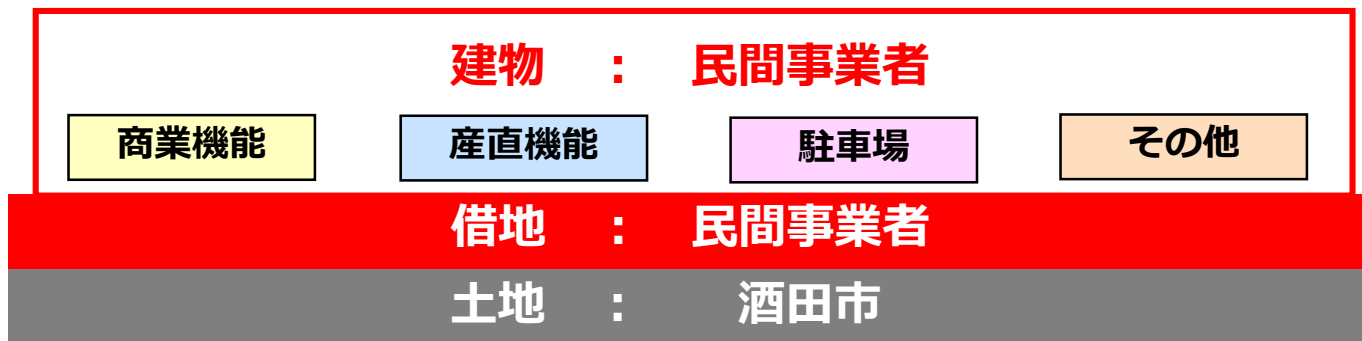 建物 : 民間事業者
商業機能 産直機能 駐車場 その他
借地 : 民間事業者
土地 : 酒田市